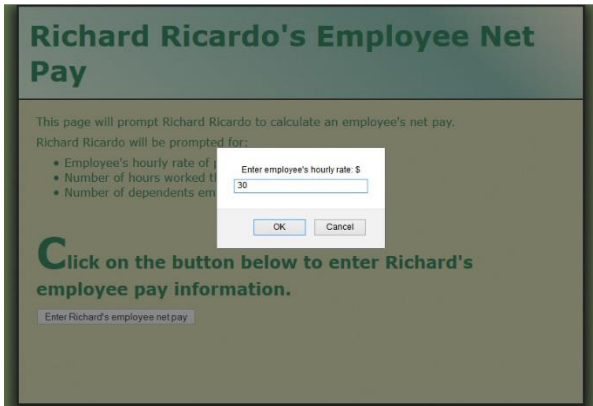 Richard Ricardo's Employee Net
Pay
This page will prompt Richard Ricardo to calculate an employee's net pay.
Richard Ricardo will be prompted for:
• Employee's hourly rate of
• Number of hours worked
• Number of dependents
Enter employee's hourly rate: $
30
OK Cancel
Click on the button below to enter Richard's
employee pay information.
Enter Richard's employee net pay